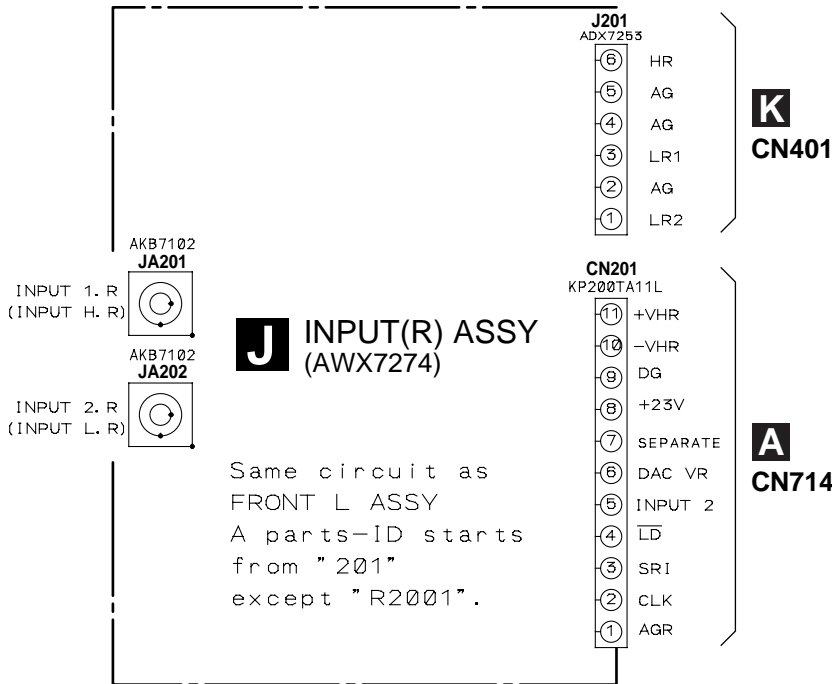 J201
ADX7253
6 HR
5 AG
4 AG
3 LR1
2 AG
1 LR2
K
CN401
AKB7102
JA201
INPUT 1. R
(INPUT H. R)
AKB7102
JA202
INPUT 2. R
(INPUT L. R)
J INPUT(R) ASSY
(AWX7274)
Same circuit as
FRONT L ASSY
A parts-ID starts
from "201"
except "R2001".
CN201
KP200TA11L
11 +VHR
10 -VHR
9 DG
8 +23V
7 SEPARATE
6 DAC VR
5 INPUT 2
4 L̅D̅
3 SRI
2 CLK
1 AGR
A
CN714